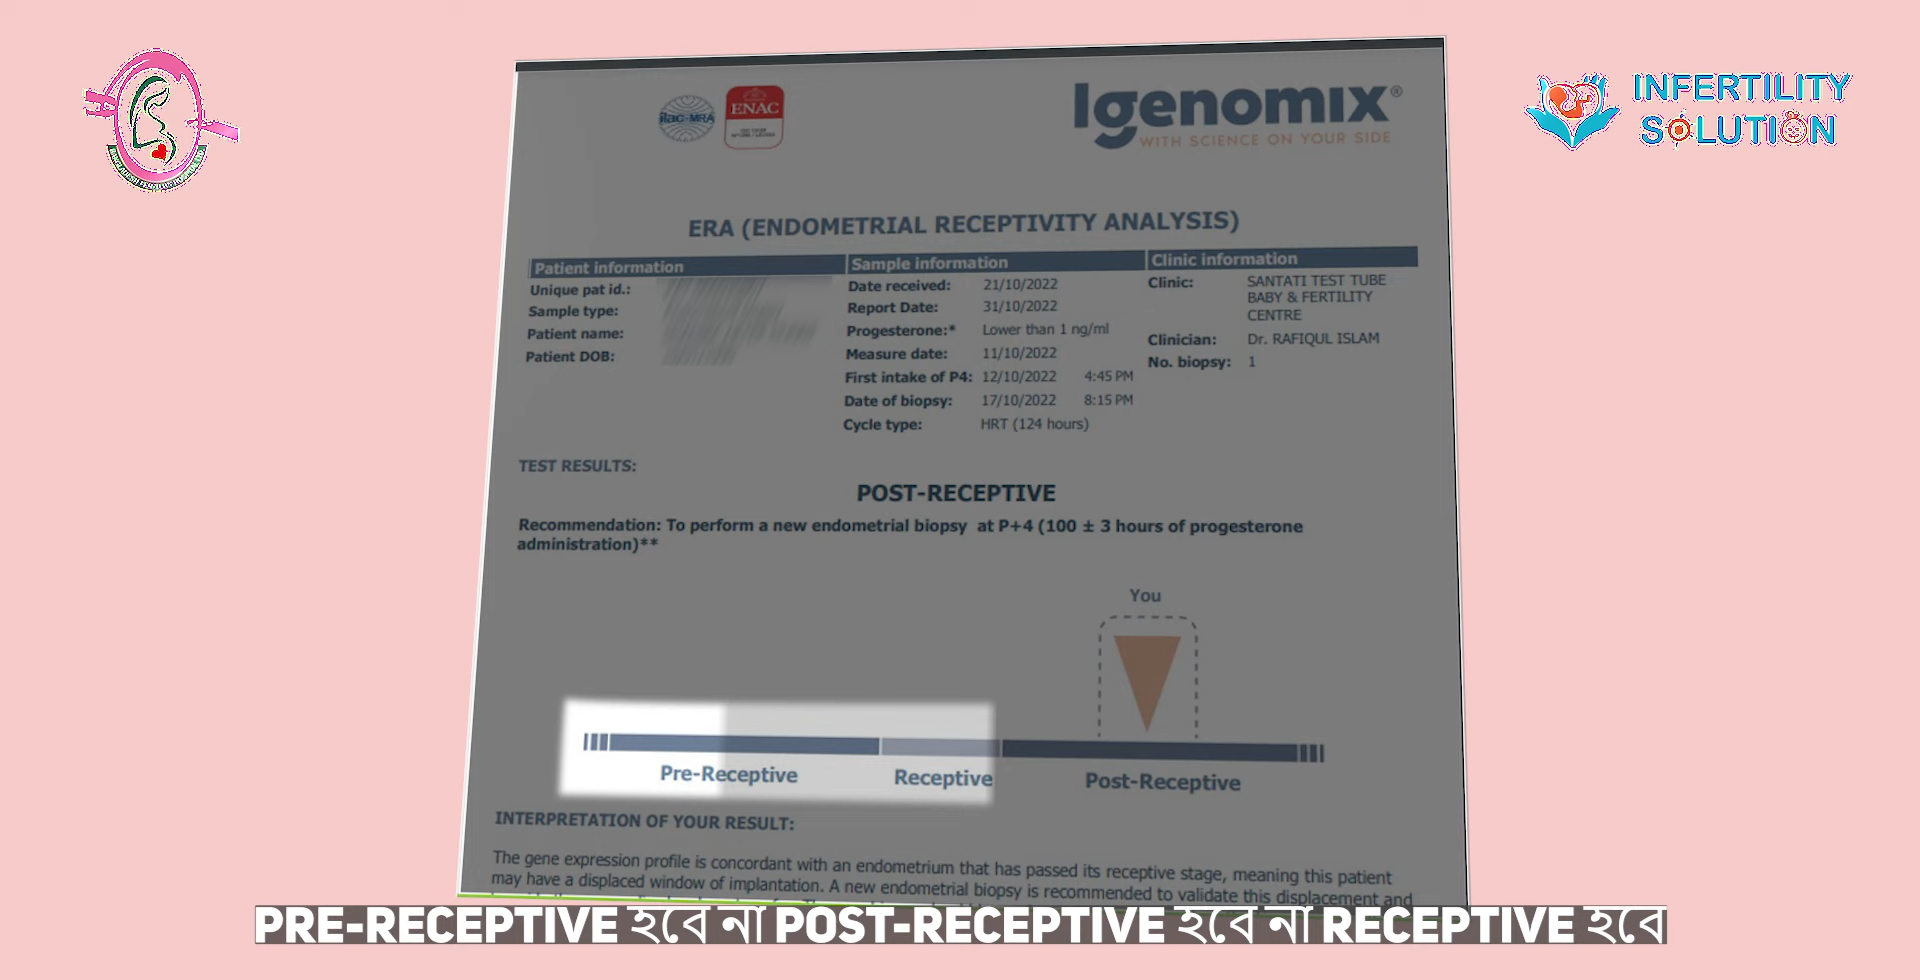 INFERTILITY
SOLUTION
ilac-MRA
ENAC
Igenomix®
WITH SCIENCE ON YOUR SIDE
ERA (ENDOMETRIAL RECEPTIVITY ANALYSIS)
Patient information
Unique pat id.:
Sample type:
Patient name:
Patient DOB:
Sample information
Date received: 21/10/2022
Report Date: 31/10/2022
Progesterone:* Lower than 1 ng/ml
Measure date: 11/10/2022
First intake of P4: 12/10/2022 4:45 PM
Date of biopsy: 17/10/2022 8:15 PM
Cycle type: HRT (124 hours)
Clinic information
Clinic: SANTATI TEST TUBE
BABY & FERTILITY
CENTRE
Clinician: Dr. RAFIQUL ISLAM
No. biopsy: 1
TEST RESULTS:
POST-RECEPTIVE
Recommendation: To perform a new endometrial biopsy at P+4 (100 ± 3 hours of progesterone
administration)**
You
Pre-Receptive Receptive Post-Receptive
INTERPRETATION OF YOUR RESULT:
The gene expression profile is concordant with an endometrium that has passed its receptive stage, meaning this patient
may have a displaced window of implantation. A new endometrial biopsy is recommended to validate this displacement and
PRE-RECEPTIVE হবে না POST-RECEPTIVE হবে না RECEPTIVE হবে